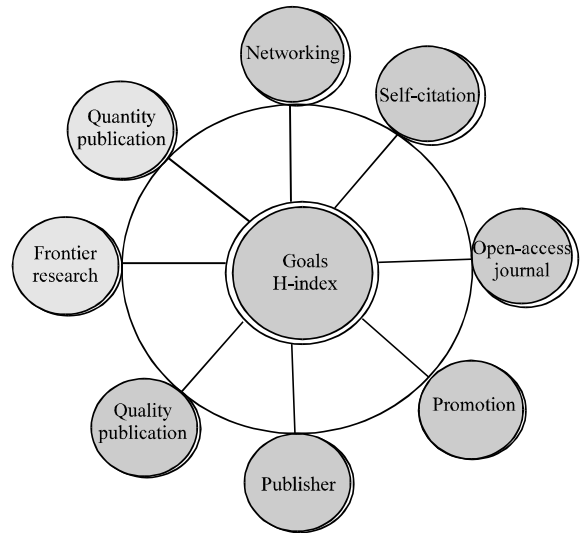 Networking
Self-citation
Quantity
publication
Open-access
journal
Frontier
research
Goals
H-index
Promotion
Quality
publication
Publisher